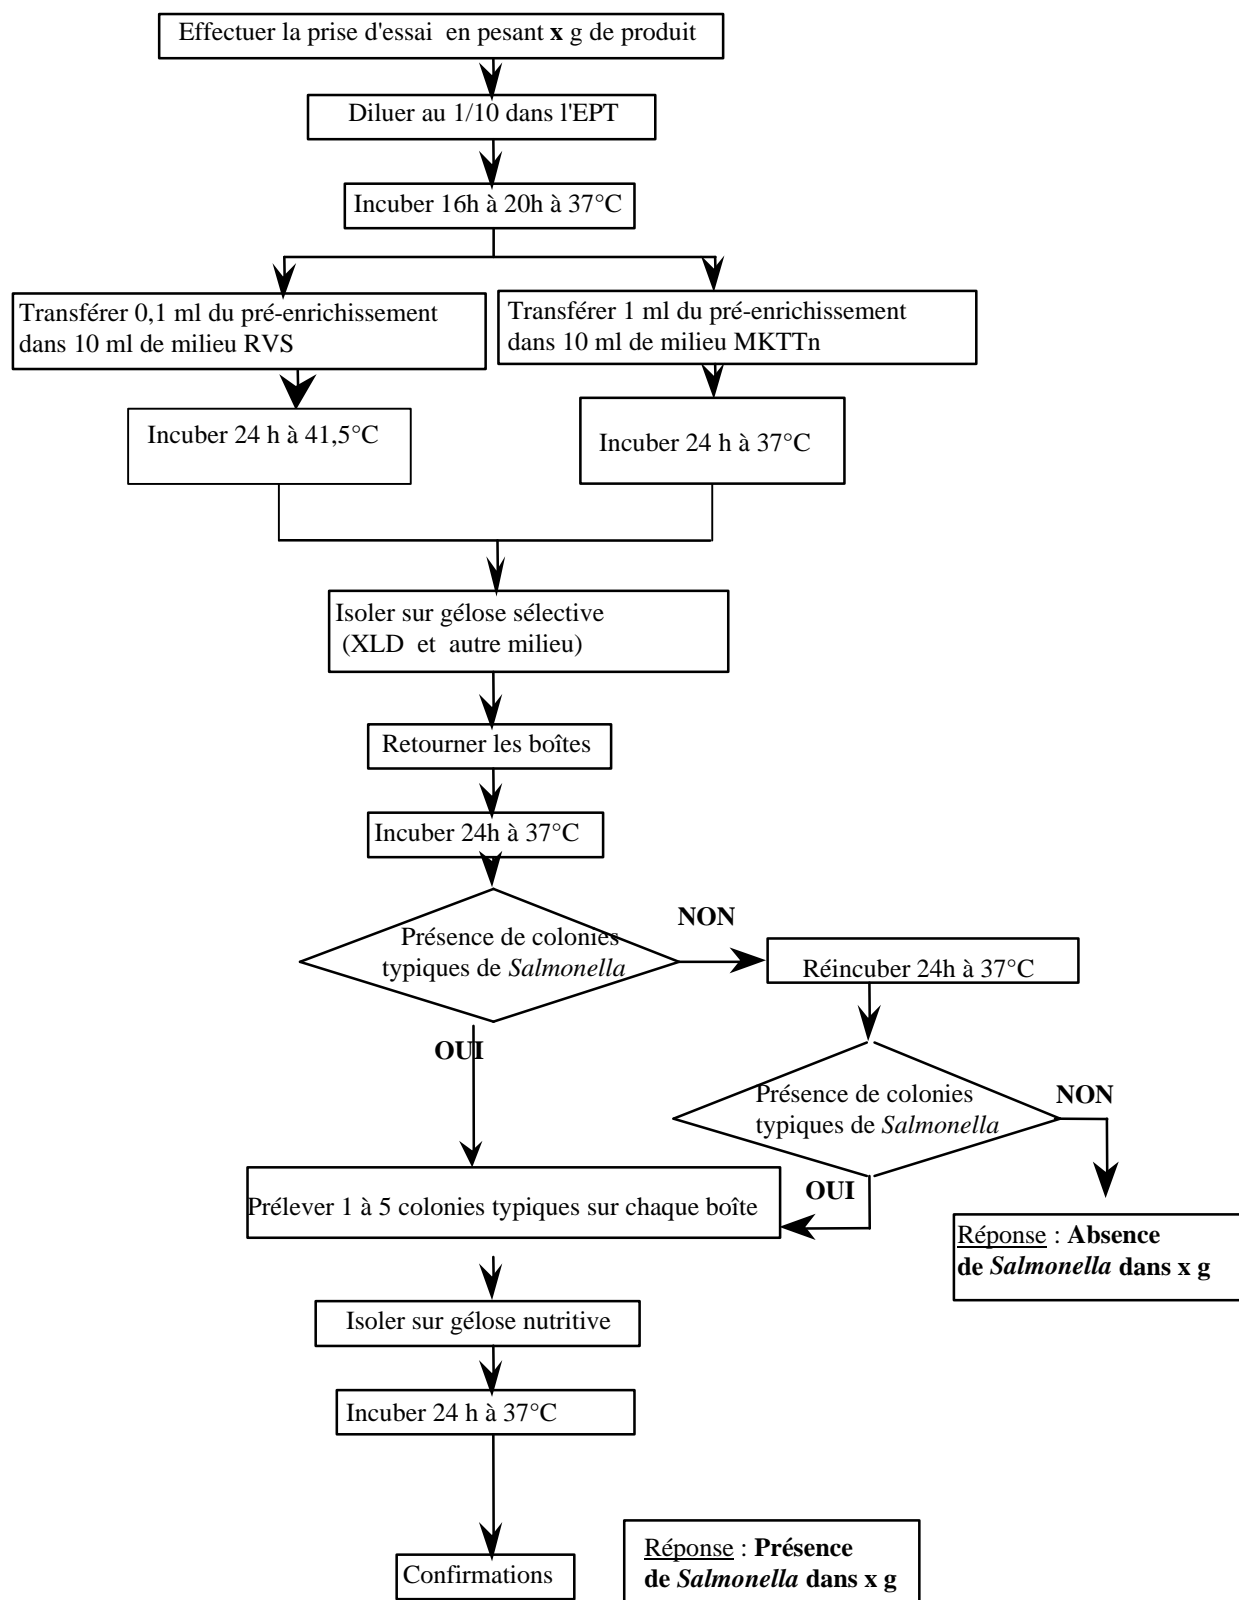 Effectuer la prise d'essai en pesant x g de produit
Diluer au 1/10 dans l'EPT
Incuber 16h à 20h à 37°C
Transférer 0,1 ml du pré-enrichissement
dans 10 ml de milieu RVS
Transférer 1 ml du pré-enrichissement
dans 10 ml de milieu MKTTn
Incuber 24 h à 41,5°C
Incuber 24 h à 37°C
Isoler sur gélose sélective
(XLD et autre milieu)
Retourner les boîtes
Incuber 24h à 37°C
Présence de colonies
typiques de Salmonella
NON
Réincuber 24h à 37°C
OUI
Présence de colonies
typiques de Salmonella
NON
OUI
Prélever 1 à 5 colonies typiques sur chaque boîte
Réponse : Absence
de Salmonella dans x g
Isoler sur gélose nutritive
Incuber 24 h à 37°C
Confirmations
Réponse : Présence
de Salmonella dans x g